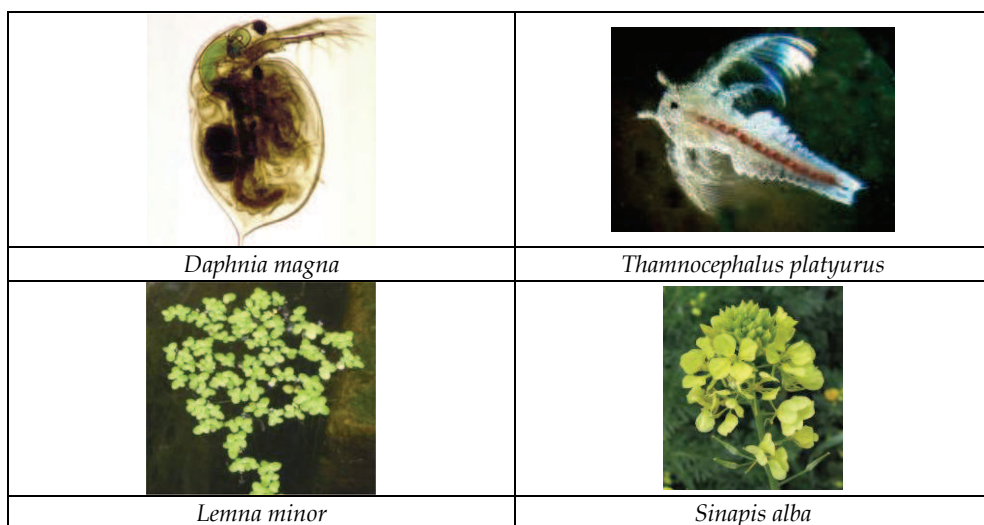 Daphnia magna
Thamnocephalus platyurus
Lemna minor
Sinapis alba